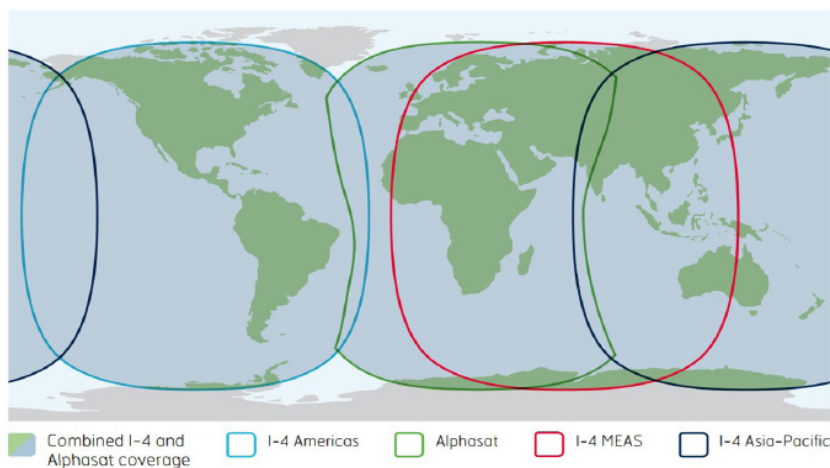 Combined I-4 and
Alphasat coverage
I-4 Americas
Alphasat
I-4 MEAS
I-4 Asia-Pacific